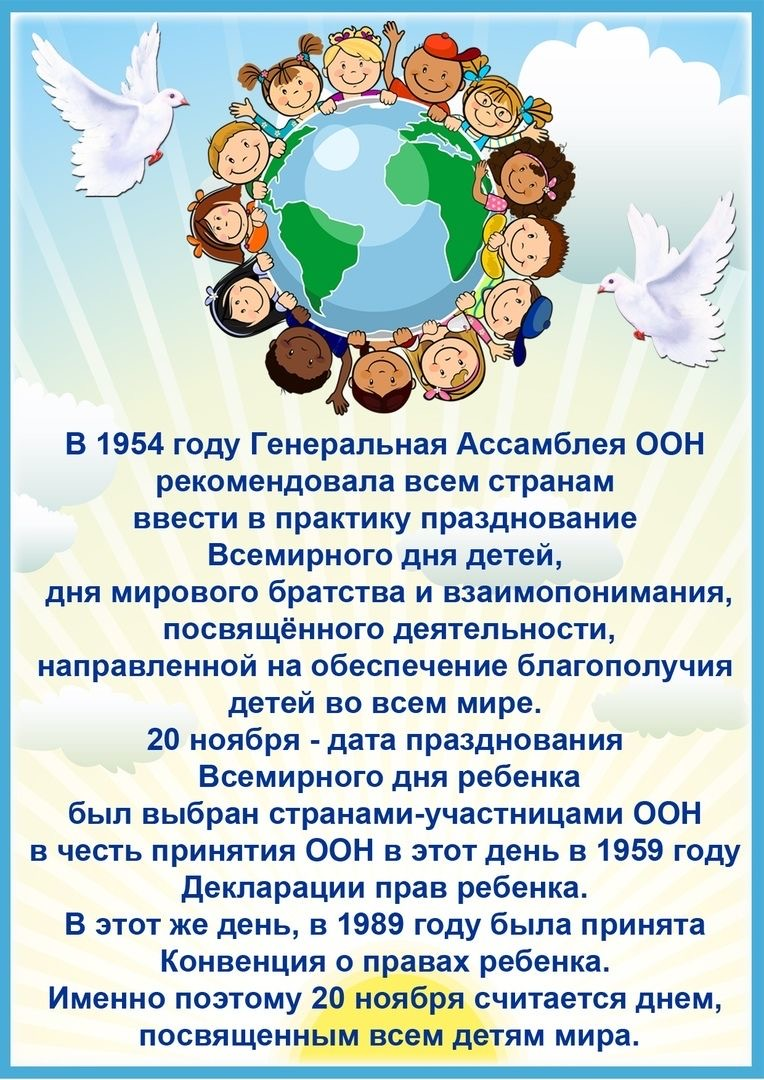 В 1954 году Генеральная Ассамблея ООН
рекомендовала всем странам
ввести в практику празднование
Всемирного дня детей,
дня мирового братства и взаимопонимания,
посвящённого деятельности,
направленной на обеспечение благополучия
детей во всем мире.
20 ноября - дата празднования
Всемирного дня ребенка
был выбран странами-участницами ООН
в честь принятия ООН в этот день в 1959 году
Декларации прав ребенка.
В этот же день, в 1989 году была принята
Конвенция о правах ребенка.
Именно поэтому 20 ноября считается днем,
посвященным всем детям мира.